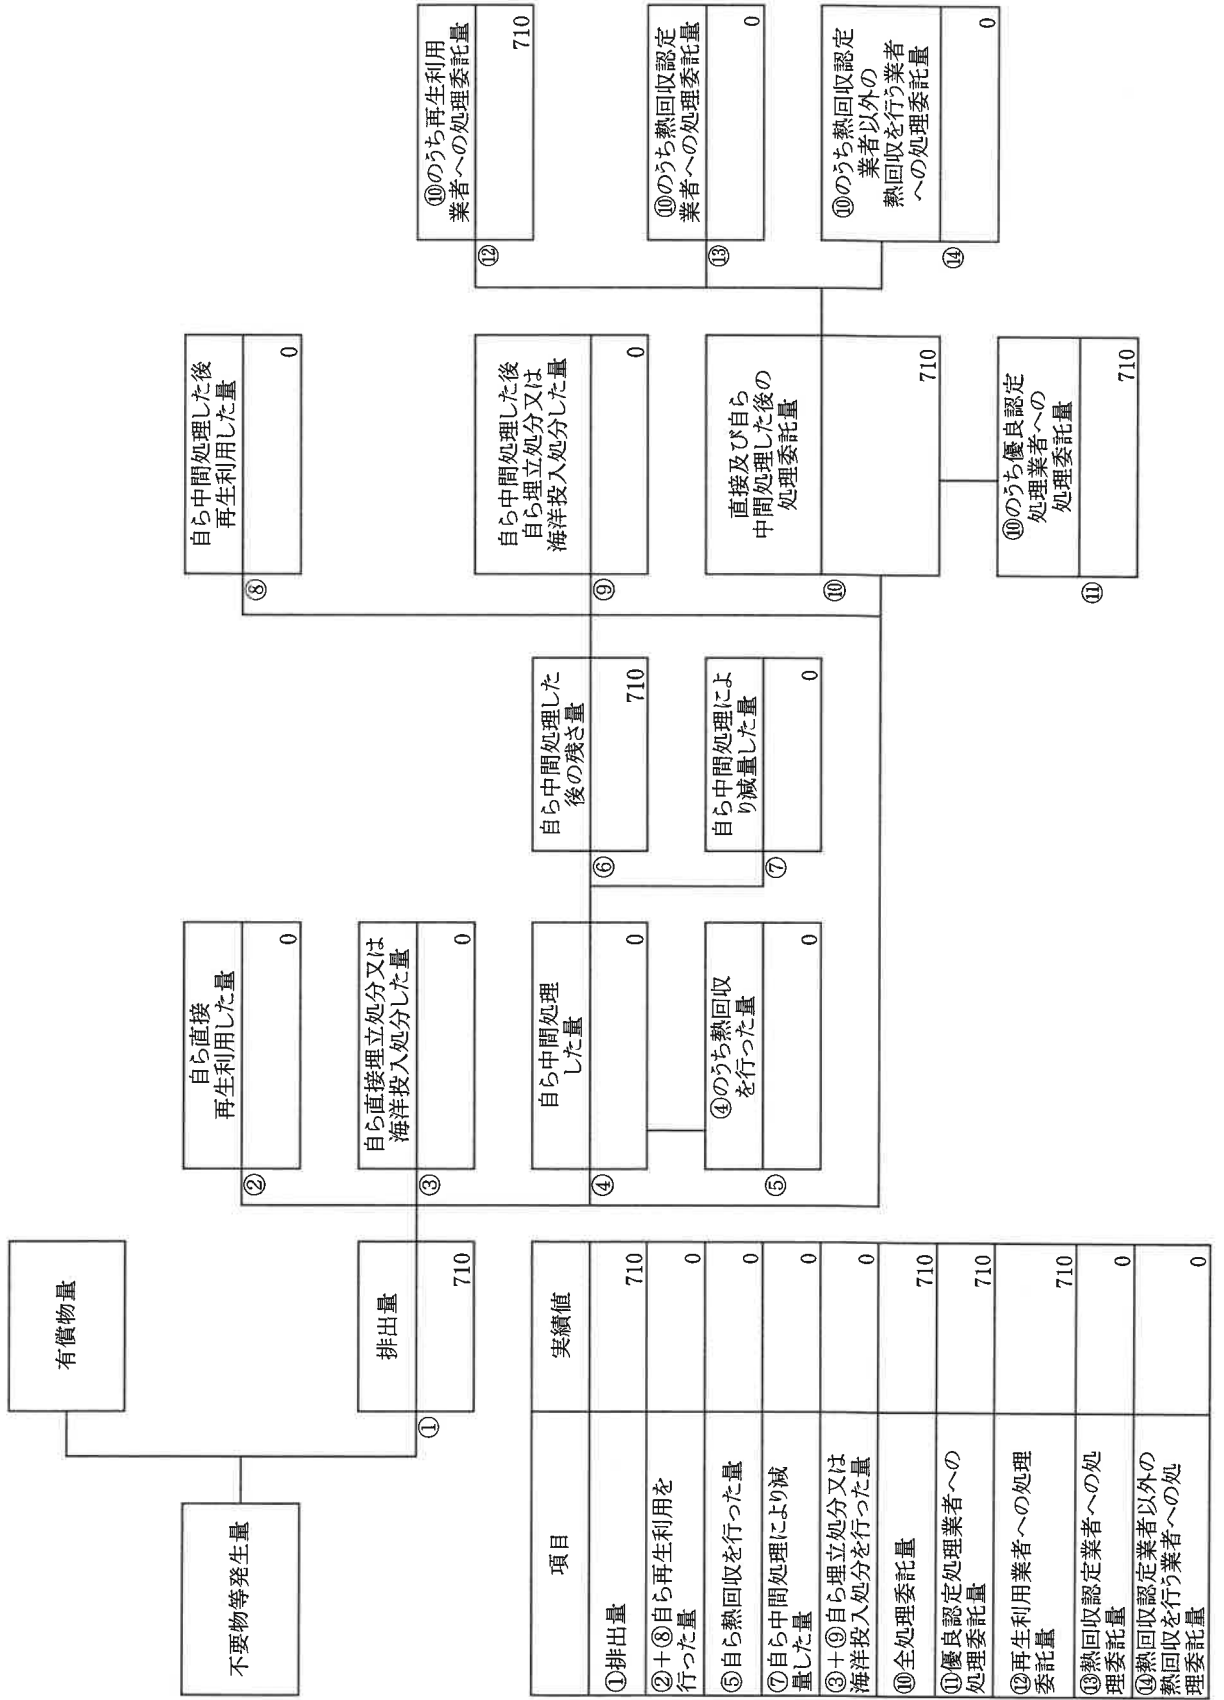 不要物等発生量
有償物量
排出量
①
710
自ら直接
再生利用した量
②
0
自ら直接埋立処分又は
海洋投入処分した量
③
0
自ら中間処理
した量
④
0
④のうち熱回収
を行った量
⑤
0
自ら中間処理した
後の残さ量
⑥
710
自ら中間処理によ
り減量した量
⑦
0
自ら中間処理した後
再生利用した量
⑧
0
自ら中間処理した後
自ら埋立処分又は
海洋投入処分した量
⑨
0
直接及び自ら
中間処理した後の
処理委託量
⑩
710
⑩のうち優良認定
処理業者への
処理委託量
⑪
710
⑩のうち再生利用
業者への処理委託量
⑫
710
⑩のうち熱回収認定
業者への処理委託量
⑬
0
⑩のうち熱回収認定
業者以外の
熱回収を行う業者
への処理委託量
⑭
0
項目 実績値
①排出量 710
②+⑧自ら再生利用を
行った量 0
⑤自ら熱回収を行った量 0
⑦自ら中間処理により減
量した量 0
③+⑨自ら埋立処分又は
海洋投入処分を行った量 0
⑩全処理委託量 710
⑪優良認定処理業者への
処理委託量 710
⑫再生利用業者への処理
委託量 710
⑬熱回収認定業者への処
理委託量 0
⑭熱回収認定業者以外の
熱回収を行う業者への処
理委託量 0